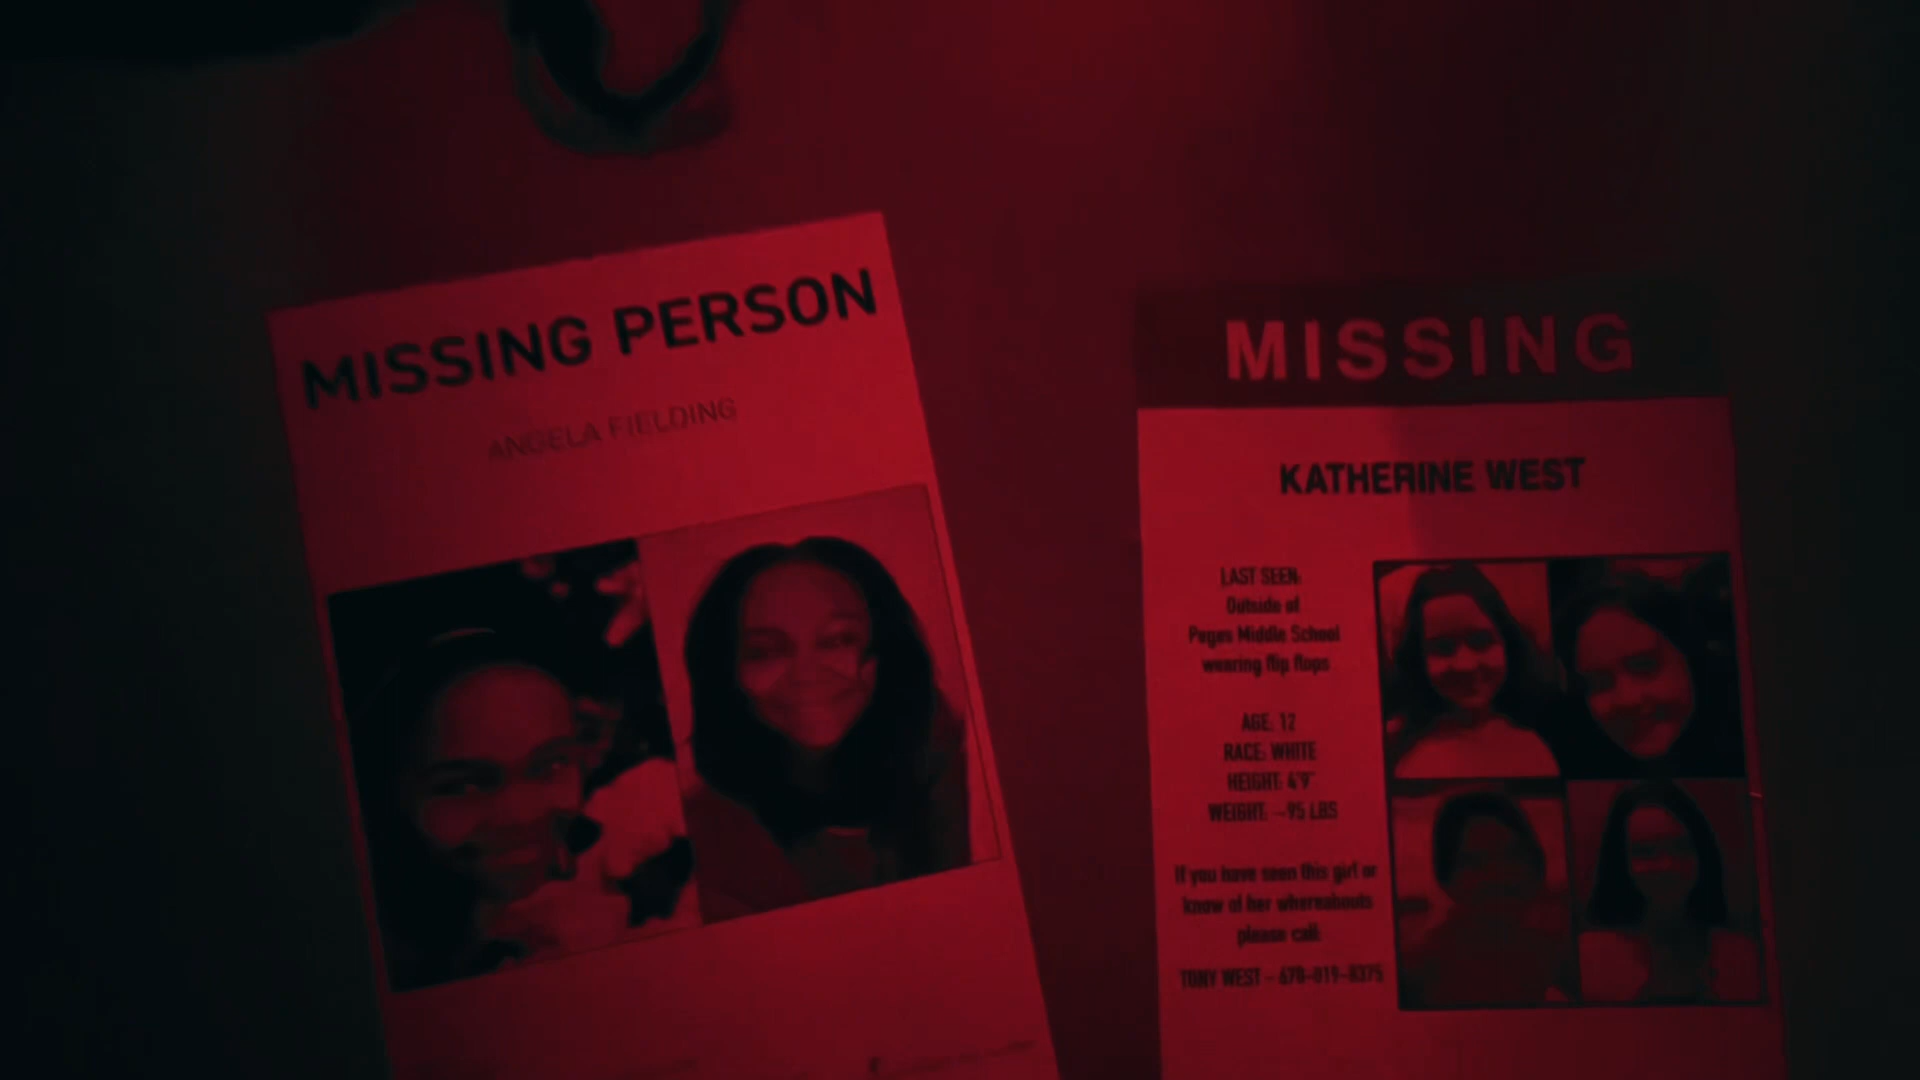 MISSING PERSON
ANGELA FIELDING
MISSING
KATHERINE WEST
LAST SEEN:
Outside of
Pages Middle School
wearing flip flops
AGE: 12
RACE: WHITE
HEIGHT: 4'9"
WEIGHT: ~95 LBS
If you have seen this girl or
know of her whereabouts
please call:
TONY WEST - 678-019-8375